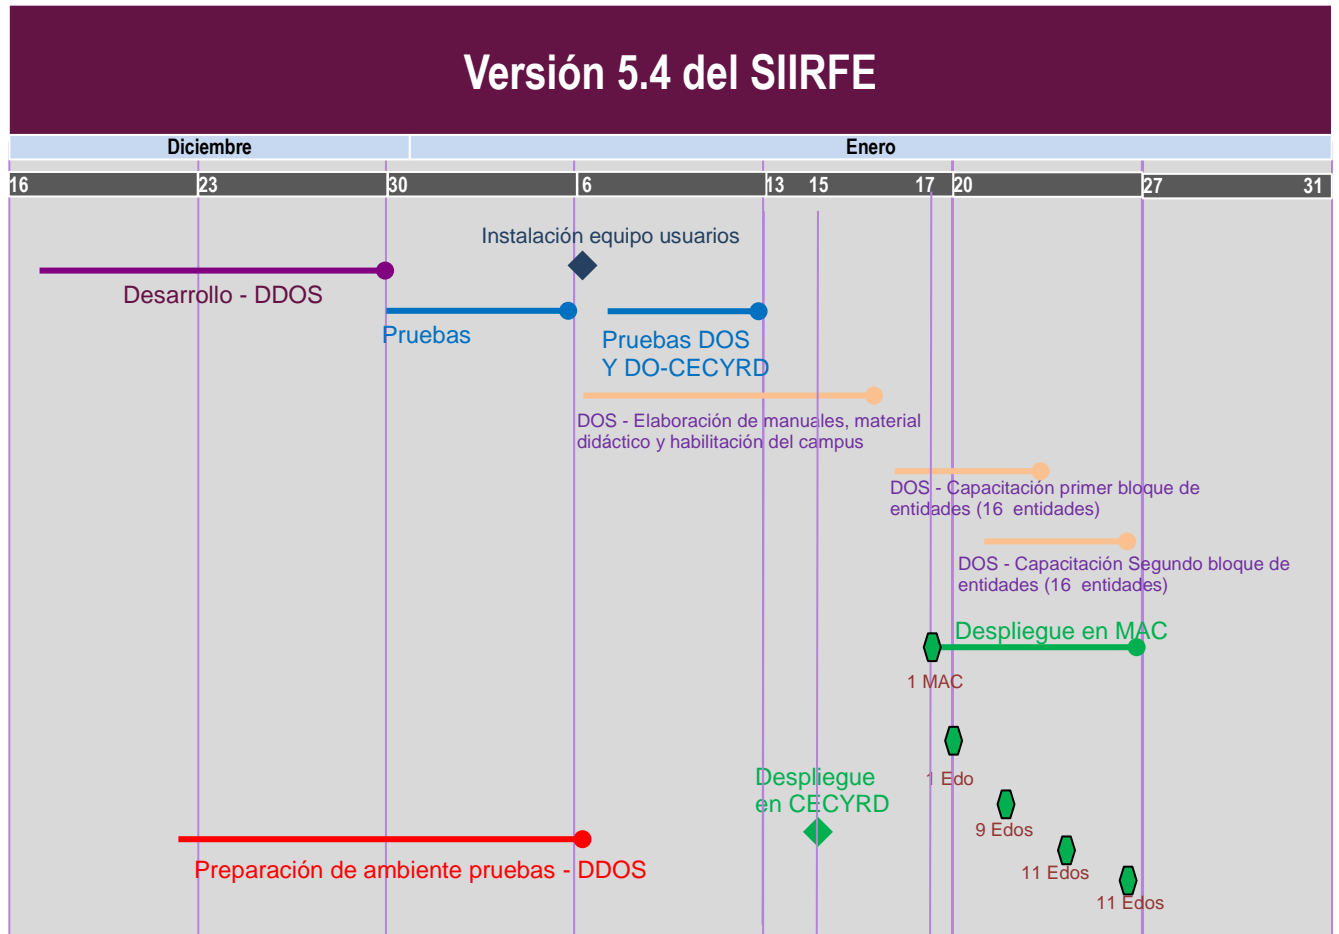 Versión 5.4 del SIIRFE
Diciembre
Enero
16
23
30
6
13
15
17
20
27
31
Instalación equipo usuarios
Desarrollo - DDOS
Pruebas
Pruebas DOS
Y DO-CECYRD
DOS - Elaboración de manuales, material
didáctico y habilitación del campus
DOS - Capacitación primer bloque de
entidades (16 entidades)
DOS - Capacitación Segundo bloque de
entidades (16 entidades)
Despliegue en MAC
1 MAC
1 Edo
Despliegue
en CECYRD
9 Edos
Preparación de ambiente pruebas - DDOS
11 Edos
11 Edos